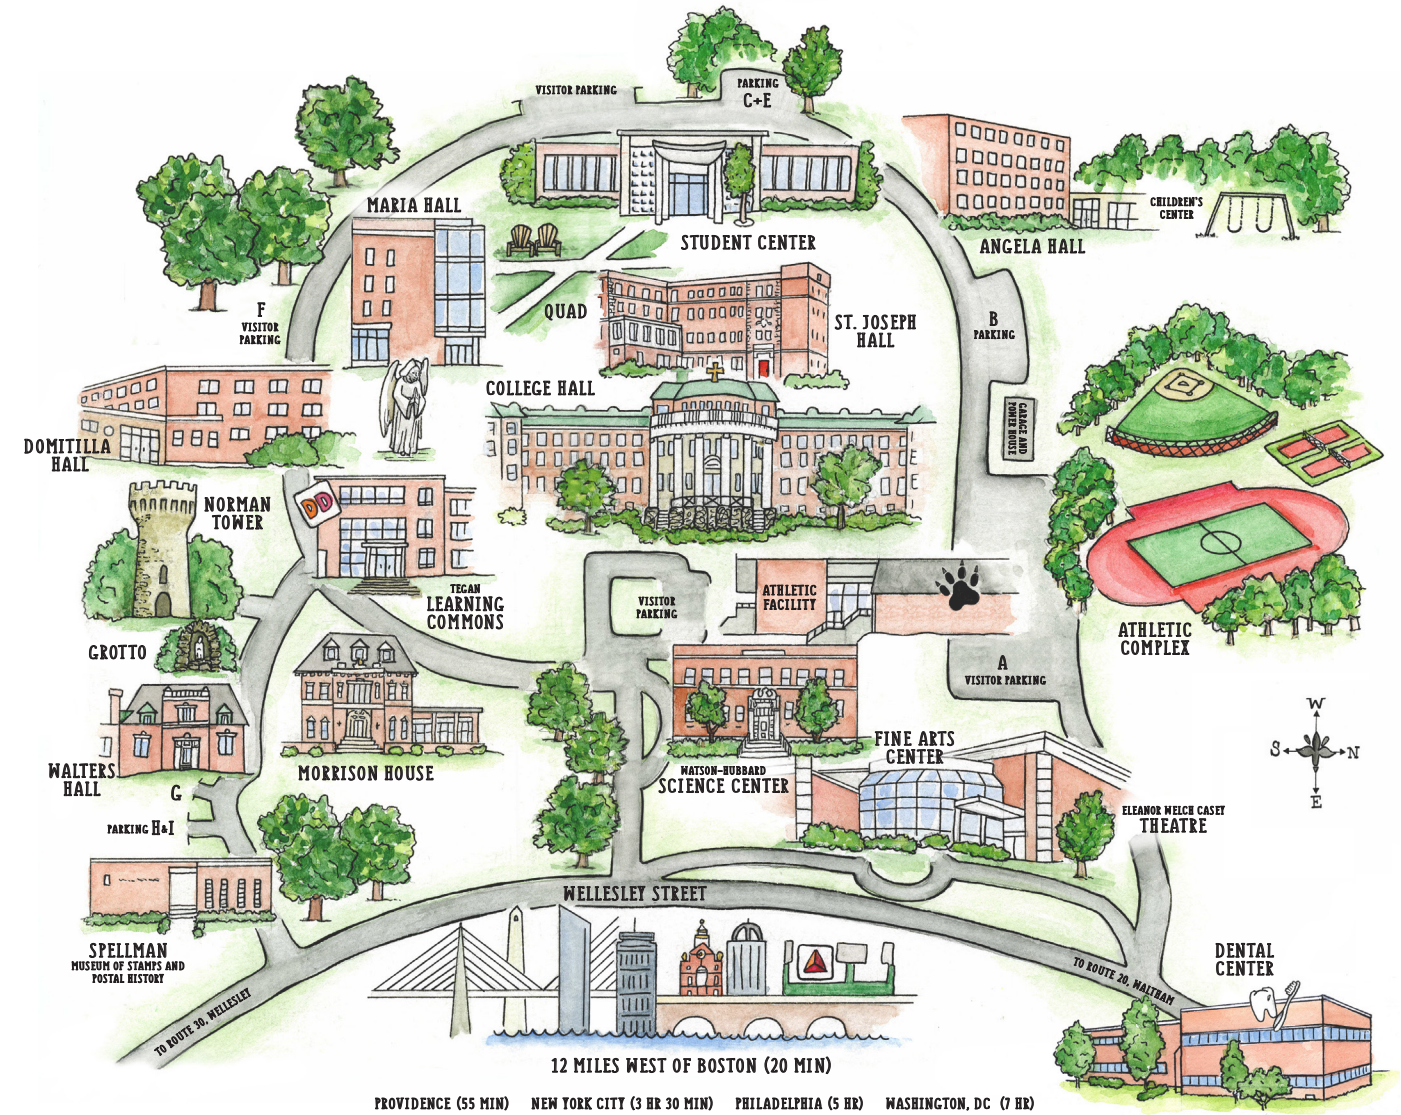 VISITOR PARKING
PARKING
C+E
MARIA HALL
STUDENT CENTER
CHILDREN'S
CENTER
ANGELA HALL
F
VISITOR
PARKING
QUAD
ST. JOSEPH
HALL
B
PARKING
COLLEGE HALL
GARAGE AND
POWER HOUSE
DOMITILLA
HALL
NORMAN
TOWER
DD
TEGAN
LEARNING
COMMONS
VISITOR
PARKING
ATHLETIC
FACILITY
ATHLETIC
COMPLEX
GROTTO
A
VISITOR PARKING
WALTERS
HALL
MORRISON HOUSE
WATSON-HUBBARD
SCIENCE CENTER
FINE ARTS
CENTER
W
S
N
E
G
PARKING H&I
ELEANOR WELCH CASEY
THEATRE
WELLESLEY STREET
SPELLMAN
MUSEUM OF STAMPS AND
POSTAL HISTORY
TO ROUTE 30, WELLESLEY
TO ROUTE 20, WALTHAM
DENTAL
CENTER
12 MILES WEST OF BOSTON (20 MIN)
PROVIDENCE (55 MIN) NEW YORK CITY (3 HR 30 MIN) PHILADELPHIA (5 HR) WASHINGTON, DC (7 HR)